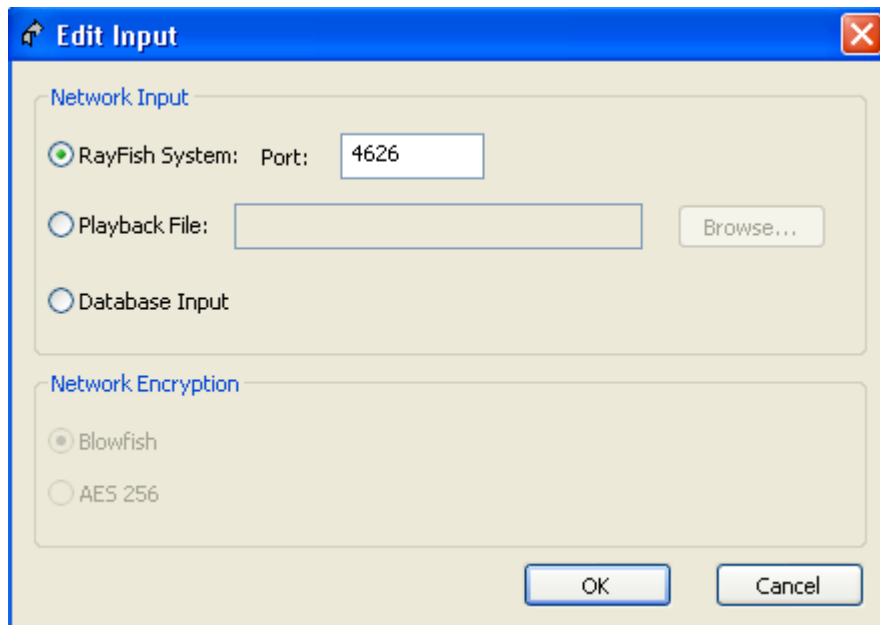 Edit Input
Network Input
RayFish System: Port: 4626
Playback File: Browse...
Database Input
Network Encryption
Blowfish
AES 256
OK Cancel